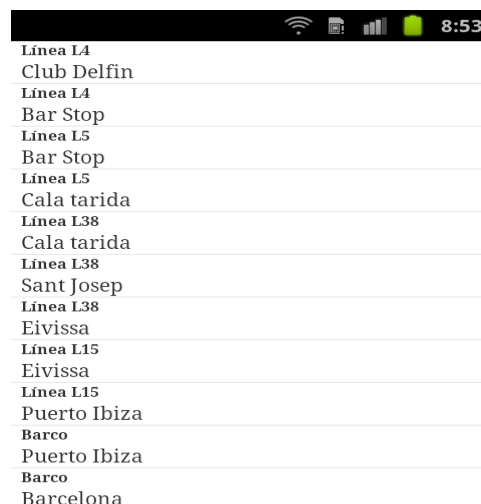 8:53
Línea L4
Club Delfin
Línea L4
Bar Stop
Línea L5
Bar Stop
Línea L5
Cala tarida
Línea L38
Cala tarida
Línea L38
Sant Josep
Línea L38
Eivissa
Línea L15
Eivissa
Línea L15
Puerto Ibiza
Barco
Puerto Ibiza
Barco
Barcelona